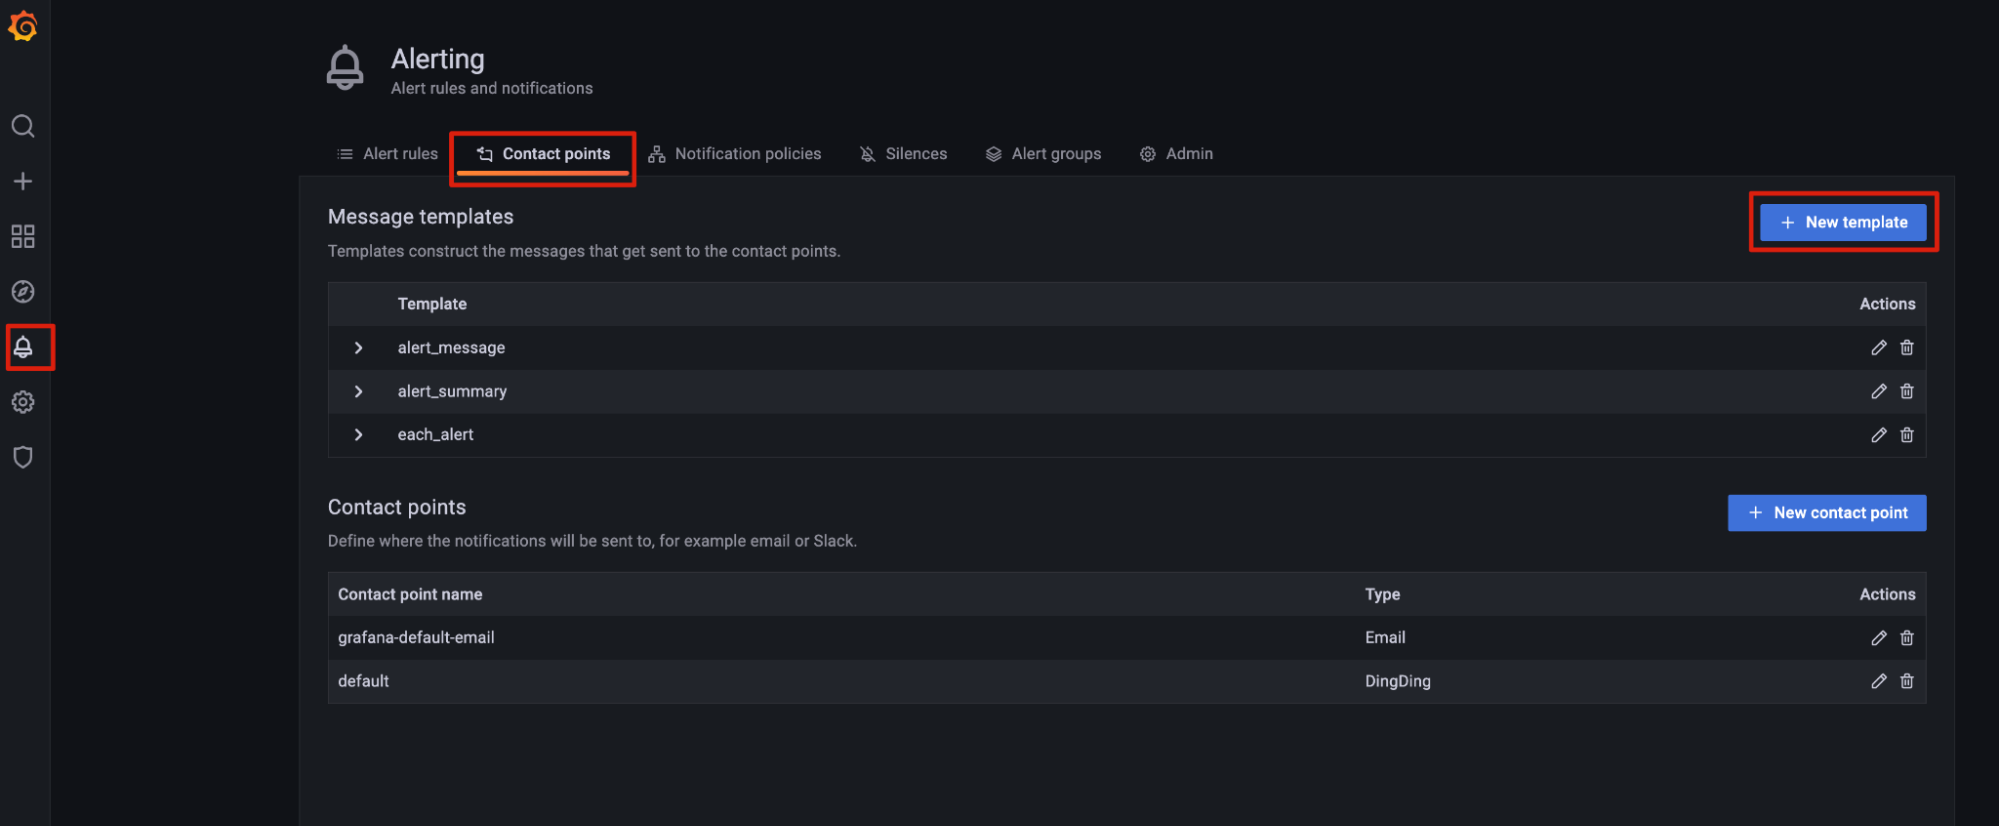 Alerting
Alert rules and notifications
Alert rules
Contact points
Notification policies
Silences
Alert groups
Admin
Message templates
New template
Templates construct the messages that get sent to the contact points.
Template Actions
alert_message
alert_summary
each_alert
Contact points
New contact point
Define where the notifications will be sent to, for example email or Slack.
Contact point name Type Actions
grafana-default-email Email
default DingDing